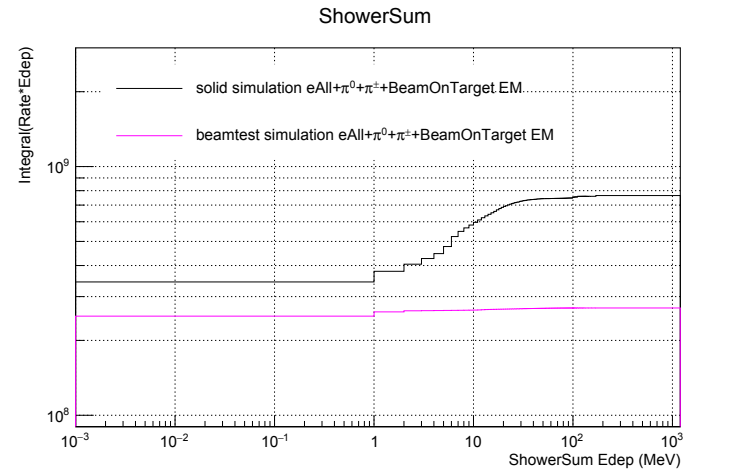 ShowerSum
Integral(Rate*Edep)
solid simulation eAll+π⁰+π±+BeamOnTarget EM
beamtest simulation eAll+π⁰+π±+BeamOnTarget EM
10⁹
10⁸
10⁻³ 10⁻² 10⁻¹ 1 10 10² 10³
ShowerSum Edep (MeV)